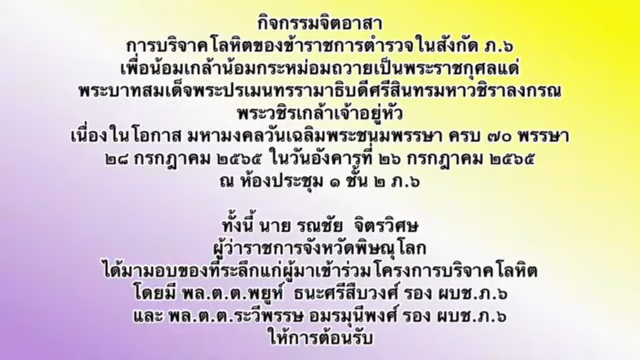 กิจกรรมจิตอาสา
การบริจาคโลหิตของข้าราชการตำรวจในสังกัด ภ.๖
เพื่อน้อมเกล้าน้อมกระหม่อมถวายเป็นพระราชกุศลแด่
พระบาทสมเด็จพระปรเมนทรรามาธิบดีศรีสินทรมหาวชิราลงกรณ
พระวชิรเกล้าเจ้าอยู่หัว
เนื่องในโอกาส มหามงคลวันเฉลิมพระชนมพรรษา ครบ ๗๐ พรรษา
๒๘ กรกฎาคม ๒๕๖๕ ในวันอังคารที่ ๒๖ กรกฎาคม ๒๕๖๕
ณ ห้องประชุม ๑ ชั้น ๒ ภ.๖
ทั้งนี้ นาย รณชัย จิตรวิศษ
ผู้ว่าราชการจังหวัดพิษณุโลก
ได้มามอบของที่ระลึกแก่ผู้มาเข้าร่วมโครงการบริจาคโลหิต
โดยมี พล.ต.ต.พยูห์ ธนะศรีสืบวงศ์ รอง ผบช.ภ.๖
และ พล.ต.ต.ระวีพรรษ อมรมุนีพงศ์ รอง ผบช.ภ.๖
ให้การต้อนรับ